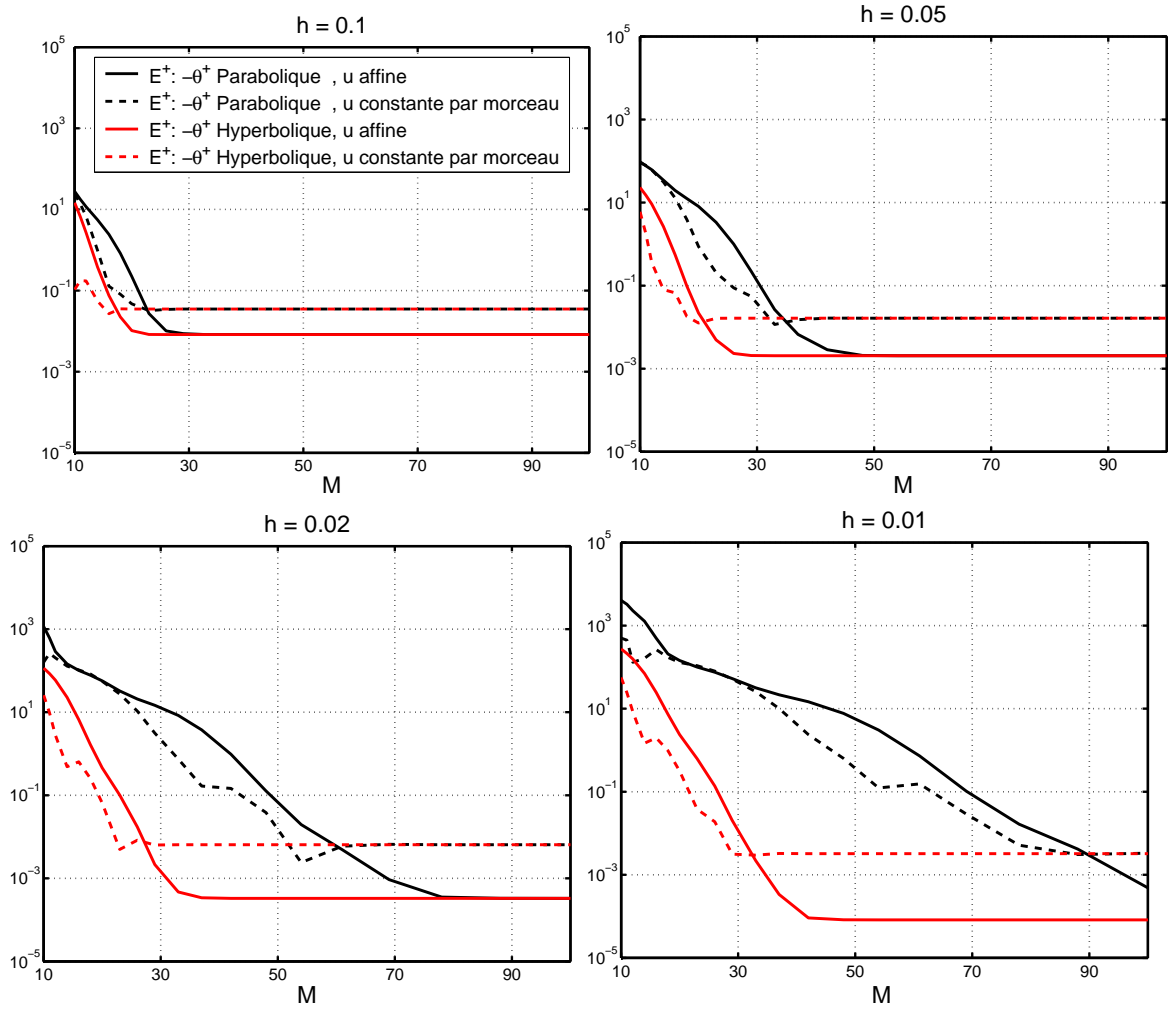 h = 0.1
10⁵
10³
10¹
10⁻¹
10⁻³
10⁻⁵
E⁺: −θ⁺ Parabolique , u affine
E⁺: −θ⁺ Parabolique , u constante par morceau
E⁺: −θ⁺ Hyperbolique, u affine
E⁺: −θ⁺ Hyperbolique, u constante par morceau
10 30 50 70 90
M
h = 0.05
10⁵
10³
10¹
10⁻¹
10⁻³
10⁻⁵
10 30 50 70 90
M
h = 0.02
10⁵
10³
10¹
10⁻¹
10⁻³
10⁻⁵
10 30 50 70 90
M
h = 0.01
10⁵
10³
10¹
10⁻¹
10⁻³
10⁻⁵
10 30 50 70 90
M